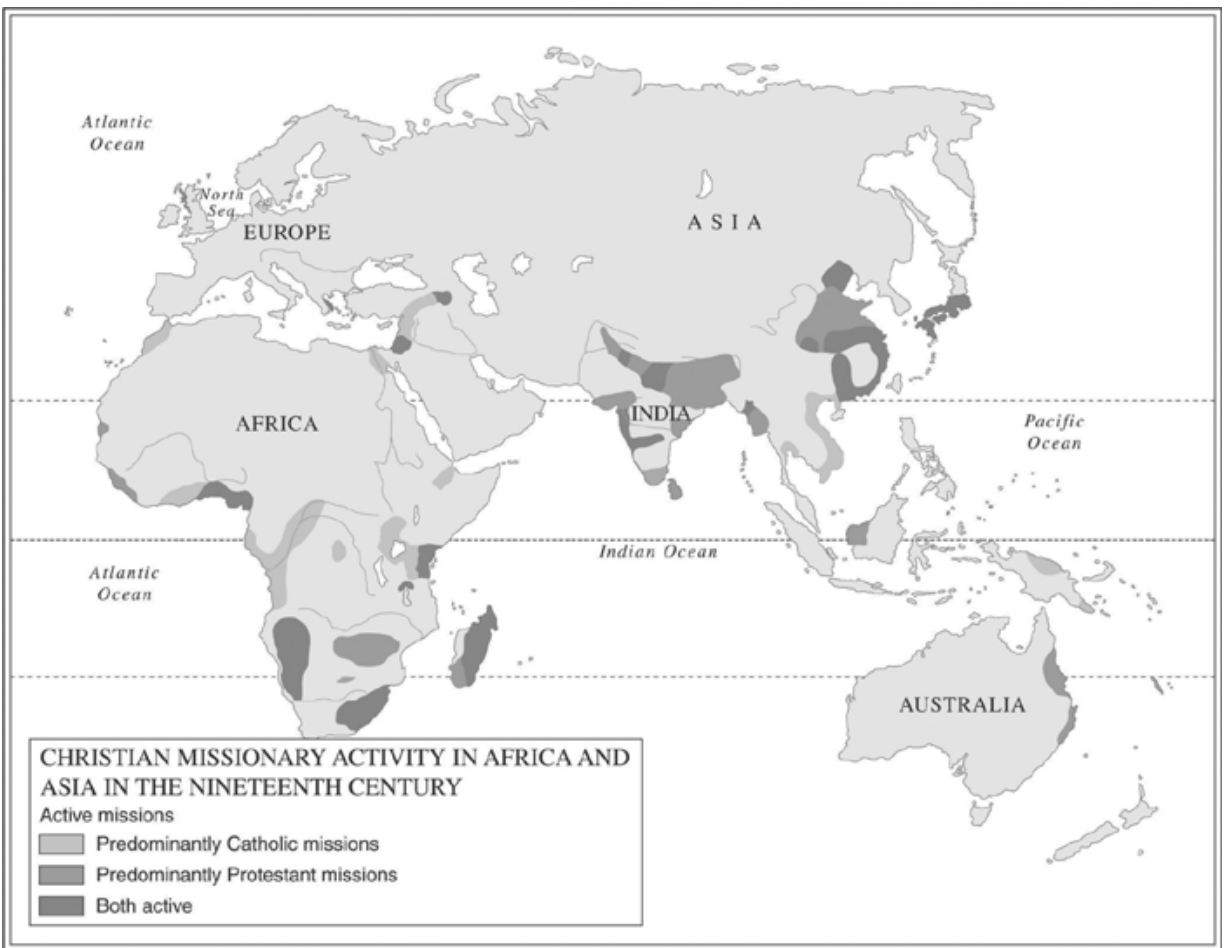 Atlantic
Ocean
North
Sea
EUROPE
ASIA
AFRICA
INDIA
Pacific
Ocean
Indian Ocean
Atlantic
Ocean
AUSTRALIA
CHRISTIAN MISSIONARY ACTIVITY IN AFRICA AND
ASIA IN THE NINETEENTH CENTURY
Active missions
Predominantly Catholic missions
Predominantly Protestant missions
Both active